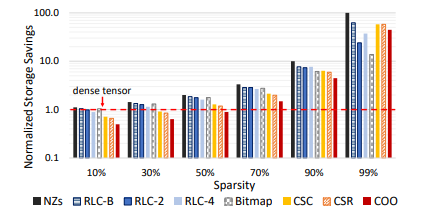 Normalized Storage Savings
100.0
10.0
1.0
0.1
dense tensor
10% 30% 50% 70% 90% 99%
Sparsity
NZs RLC-B RLC-2 RLC-4 Bitmap CSC CSR COO